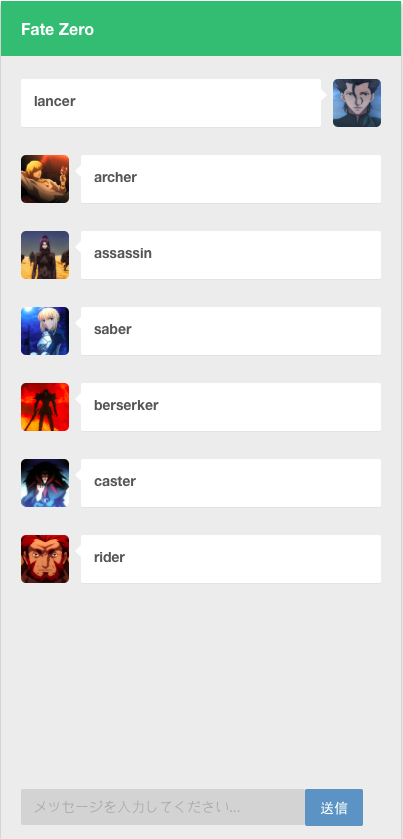 Fate Zero
lancer
archer
assassin
saber
berserker
caster
rider
メッセージを入力してください...
送信